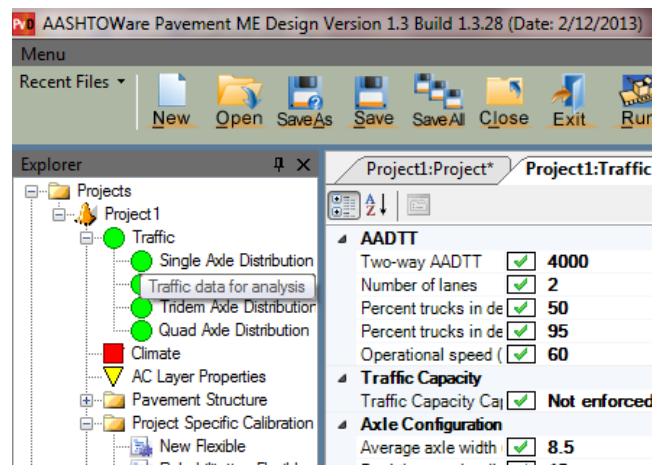 AASHTOWare Pavement ME Design Version 1.3 Build 1.3.28 (Date: 2/12/2013)
Menu
Recent Files
New Open SaveAs Save SaveAll Close Exit Run
Explorer
Projects
Project1
Traffic
Single Axle Distribution
Traffic data for analysis
Tridem Axle Distribution
Quad Axle Distribution
Climate
AC Layer Properties
Pavement Structure
Project Specific Calibration
New Flexible
Project1:Project* Project1:Traffic
AADTT
Two-way AADTT 4000
Number of lanes 2
Percent trucks in de 50
Percent trucks in de 95
Operational speed ( 60
Traffic Capacity
Traffic Capacity Ca Not enforced
Axle Configuration
Average axle width 8.5